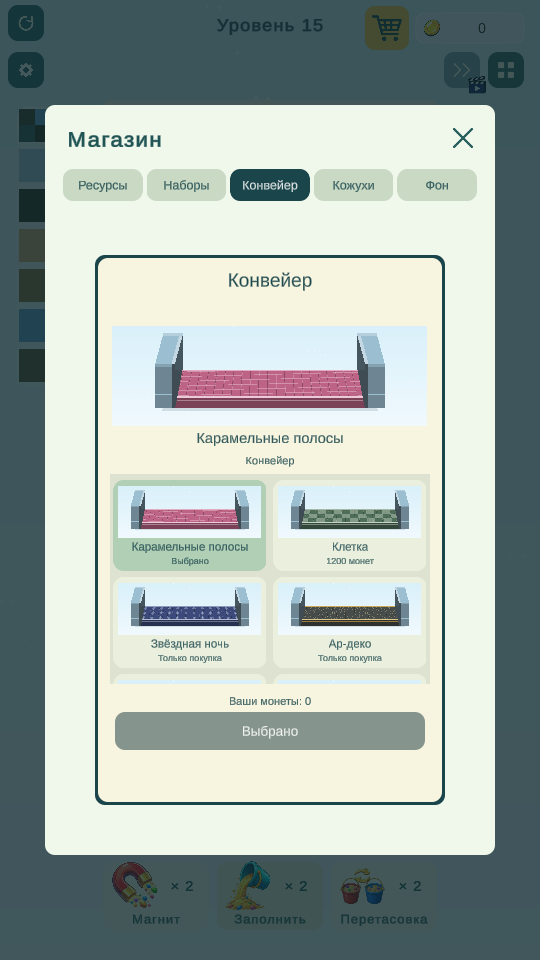 Уровень 15
0
Магазин
Ресурсы
Наборы
Конвейер
Кожухи
Фон
Конвейер
Карамельные полосы
Конвейер
Карамельные полосы
Выбрано
Клетка
1200 монет
Звёздная ночь
Только покупка
Ар-деко
Только покупка
Ваши монеты: 0
Выбрано
× 2
× 2
× 2
Магнит
Заполнить
Перетасовка